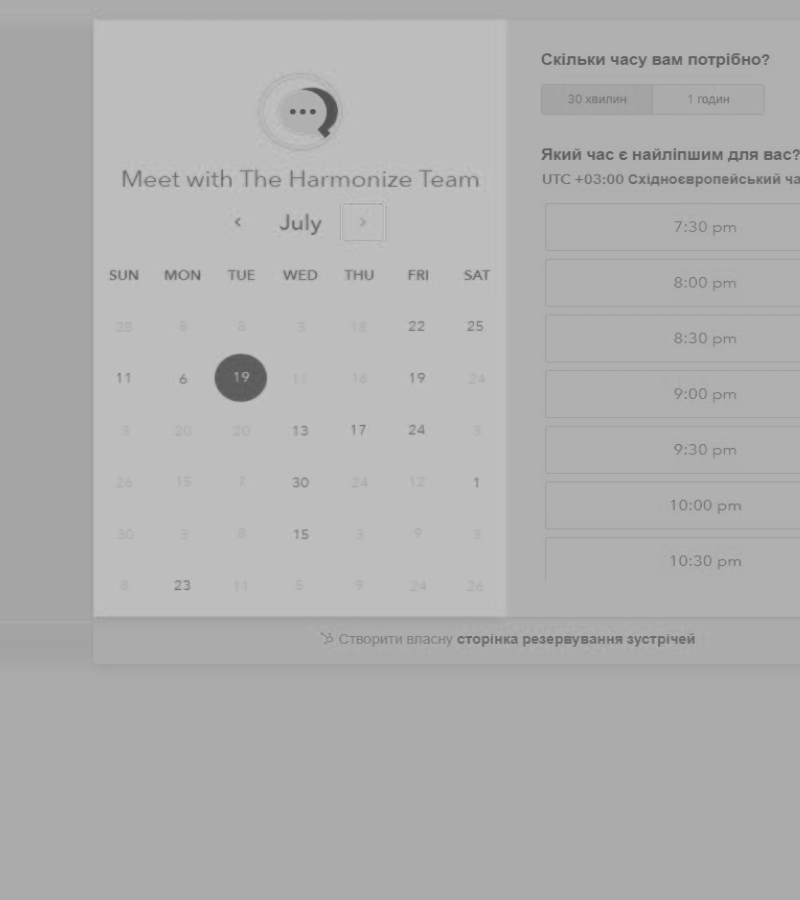 Meet with The Harmonize Team
July
SUN MON TUE WED THU FRI SAT
28 8 8 3 18 22 25
11 6 19 11 16 19 24
3 20 20 13 17 24 3
26 15 7 30 24 12 1
30 3 8 15 3 9 3
8 23 11 5 9 24 26
Скільки часу вам потрібно?
30 хвилин 1 годин
Який час є найліпшим для вас?
UTC +03:00 Східноєвропейський
7:30 pm
8:00 pm
8:30 pm
9:00 pm
9:30 pm
10:00 pm
10:30 pm
Створити власну сторінка резервування зустрічей